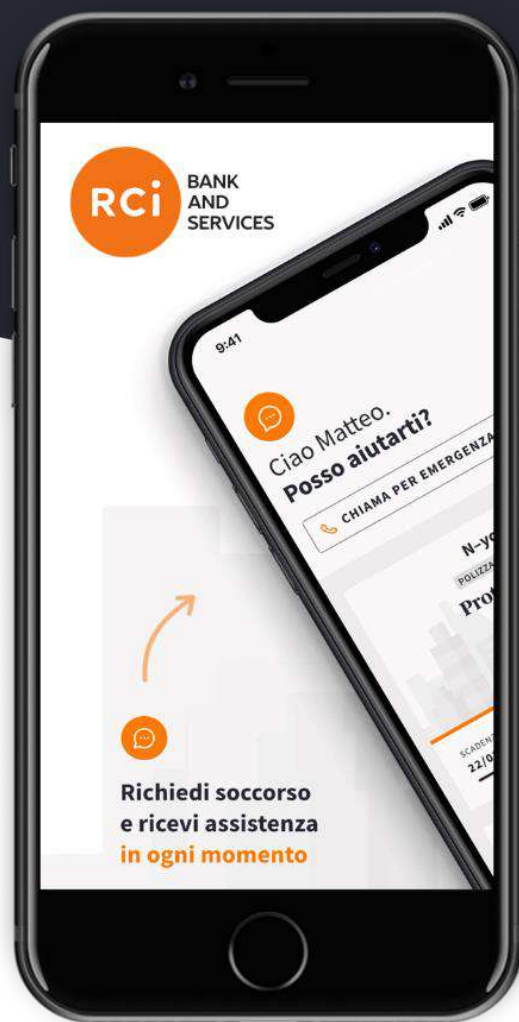 RCi
BANK
AND
SERVICES
9:41
Ciao Matteo.
Posso aiutarti?
CHIAMA PER EMERGENZA
POLIZZA
Richiedi soccorso
e ricevi assistenza
in ogni momento